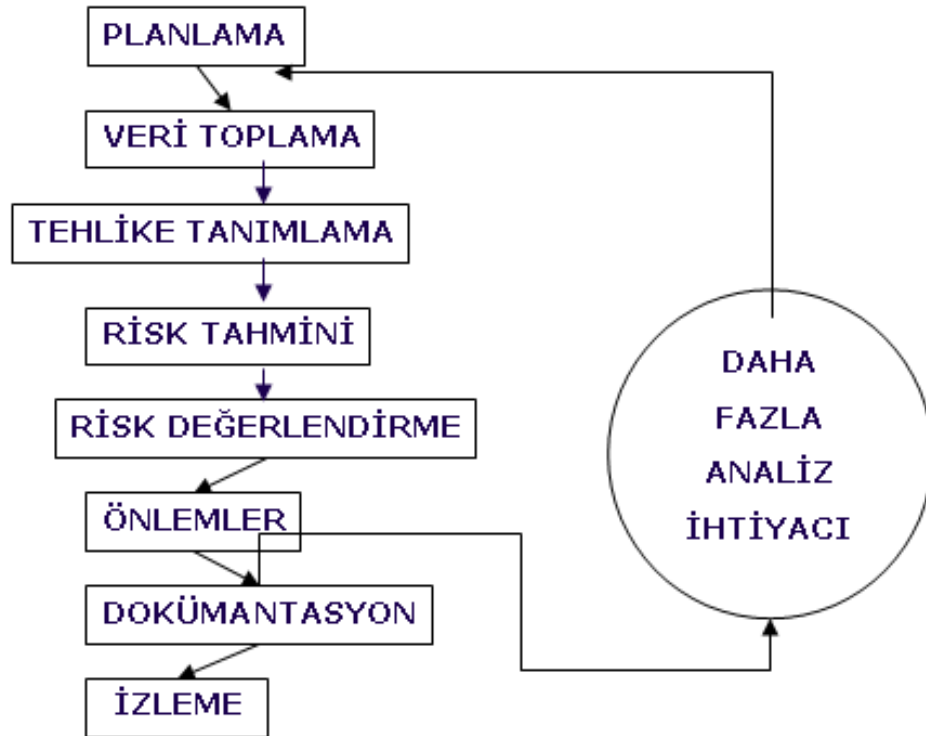 PLANLAMA
VERİ TOPLAMA
TEHLİKE TANIMLAMA
RİSK TAHMİNİ
RİSK DEĞERLENDİRME
ÖNLEMLER
DOKÜMANTASYON
İZLEME
DAHA
FAZLA
ANALİZ
İHTİYACI